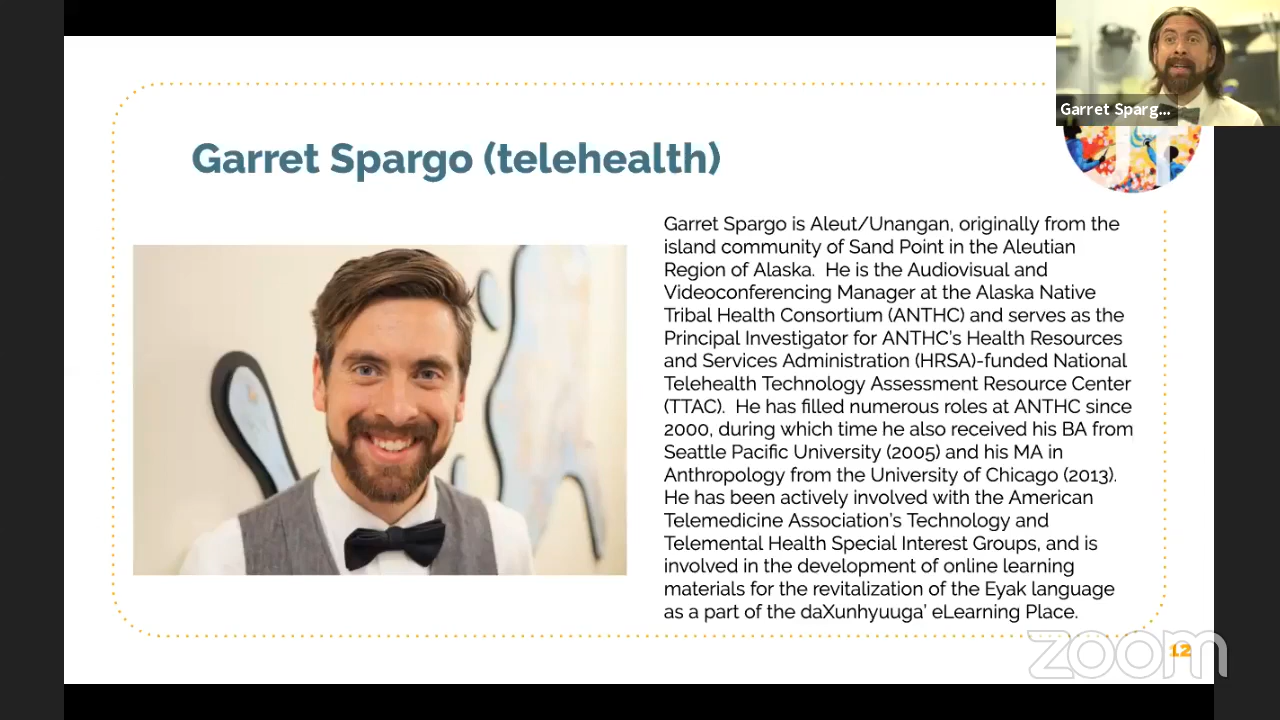 Garret Sparg...
Garret Spargo (telehealth)
Garret Spargo is Aleut/Unangan, originally from the
island community of Sand Point in the Aleutian
Region of Alaska.  He is the Audiovisual and
Videoconferencing Manager at the Alaska Native
Tribal Health Consortium (ANTHC) and serves as the
Principal Investigator for ANTHC's Health Resources
and Services Administration (HRSA)-funded National
Telehealth Technology Assessment Resource Center
(TTAC).  He has filled numerous roles at ANTHC since
2000, during which time he also received his BA from
Seattle Pacific University (2005) and his MA in
Anthropology from the University of Chicago (2013).
He has been actively involved with the American
Telemedicine Association's Technology and
Telemental Health Special Interest Groups, and is
involved in the development of online learning
materials for the revitalization of the Eyak language
as a part of the daXunhyuuga' eLearning Place.
zoom
12